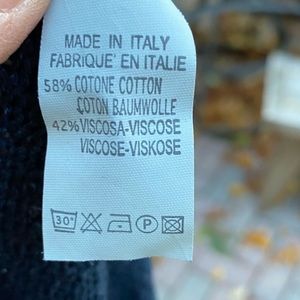 MADE IN ITALY
FABRIQUE' EN ITALIE
58% COTONE COTTON
COTON BAUMWOLLE
42% VISCOSA-VISCOSE
VISCOSE-VISKOSE
30° P